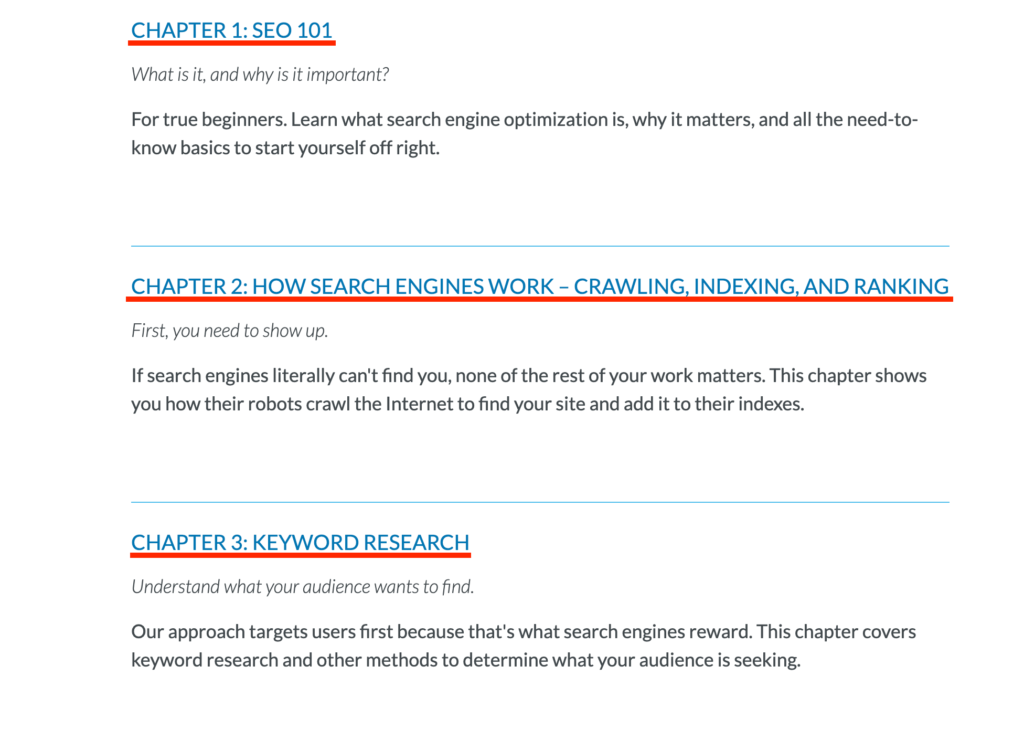 CHAPTER 1: SEO 101
What is it, and why is it important?
For true beginners. Learn what search engine optimization is, why it matters, and all the need-to-
know basics to start yourself off right.
CHAPTER 2: HOW SEARCH ENGINES WORK – CRAWLING, INDEXING, AND RANKING
First, you need to show up.
If search engines literally can't find you, none of the rest of your work matters. This chapter shows
you how their robots crawl the Internet to find your site and add it to their indexes.
CHAPTER 3: KEYWORD RESEARCH
Understand what your audience wants to find.
Our approach targets users first because that's what search engines reward. This chapter covers
keyword research and other methods to determine what your audience is seeking.